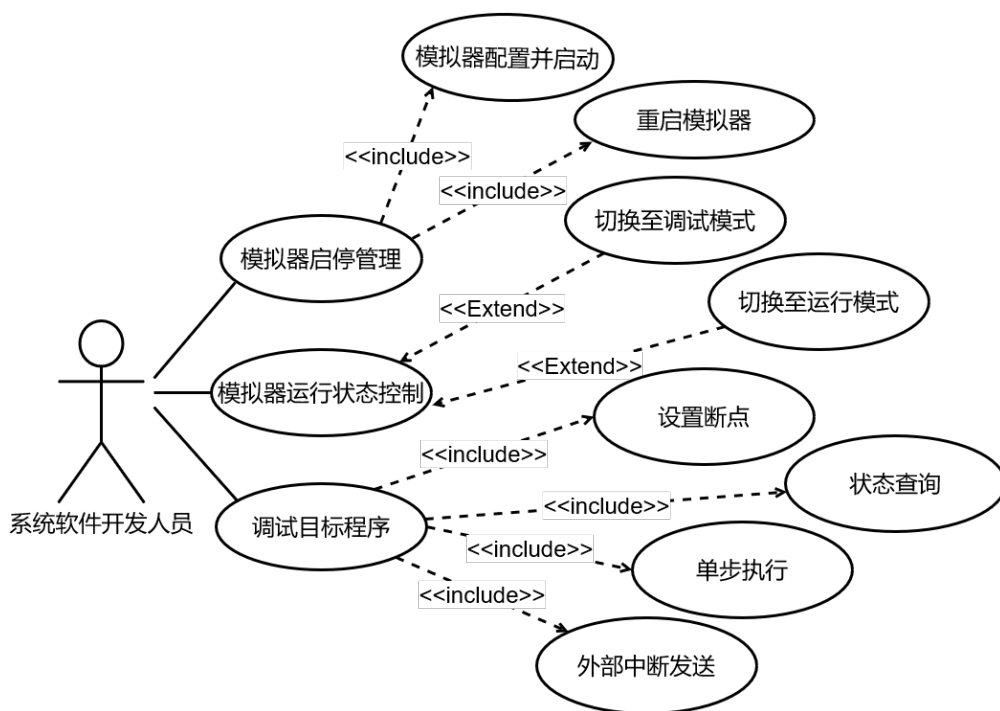 模拟器配置并启动
重启模拟器
<<include>>
<<include>>
切换至调试模式
模拟器启停管理
<<Extend>>
切换至运行模式
<<Extend>>
模拟器运行状态控制
设置断点
<<include>>
状态查询
<<include>>
系统软件开发人员
调试目标程序
<<include>>
单步执行
<<include>>
外部中断发送